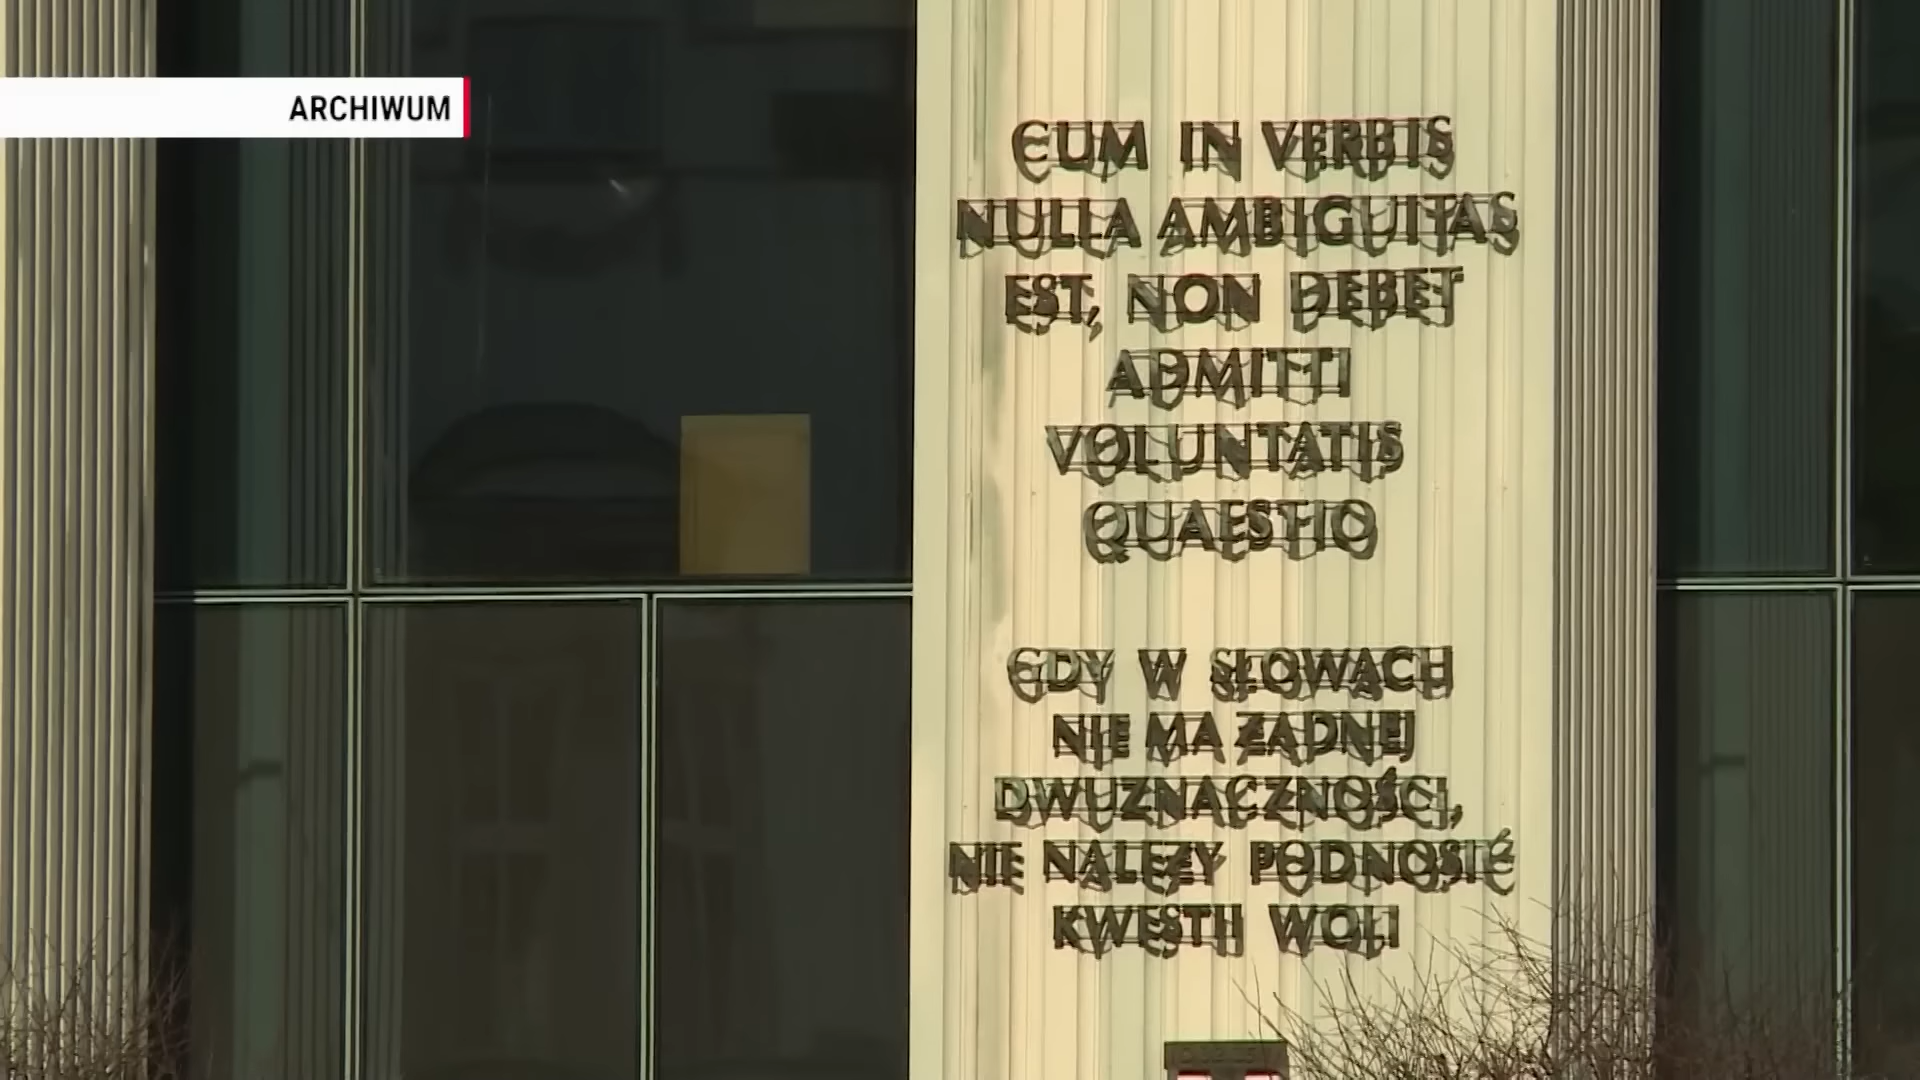 ARCHIWUM
CUM IN VERBIS
NULLA AMBIGUITAS
EST, NON DEBET
ADMITTI
VOLUNTATIS
QUAESTIO
GDY W SŁOWACH
NIE MA ŻADNEJ
DWUZNACZNOŚCI,
NIE NALEŻY PODNOSIĆ
KWESTII WOLI